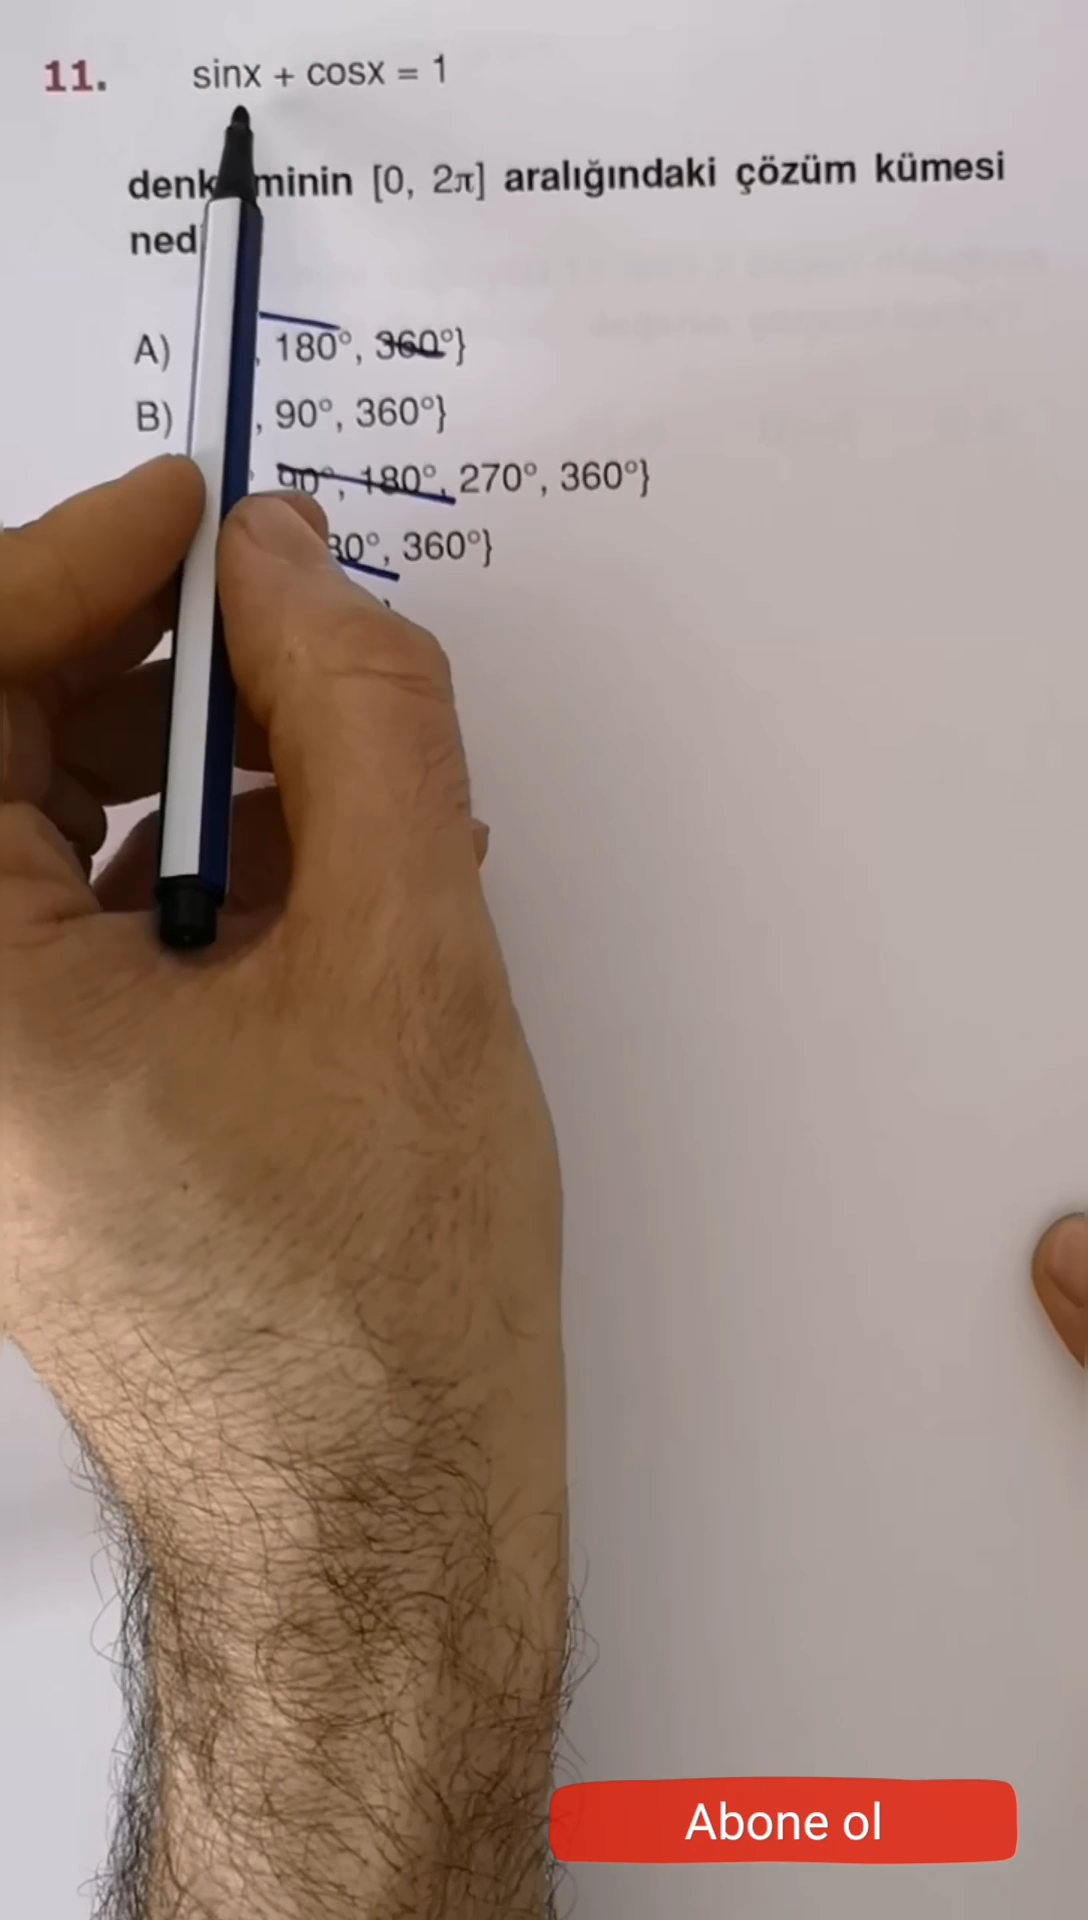 11. sinx + cosx = 1
denk minin [0, 2π] aralığındaki çözüm kümesi
ned
A) , 180°, 360°}
B) , 90°, 360°}
90°, 180°, 270°, 360°}
0°, 360°}
Abone ol